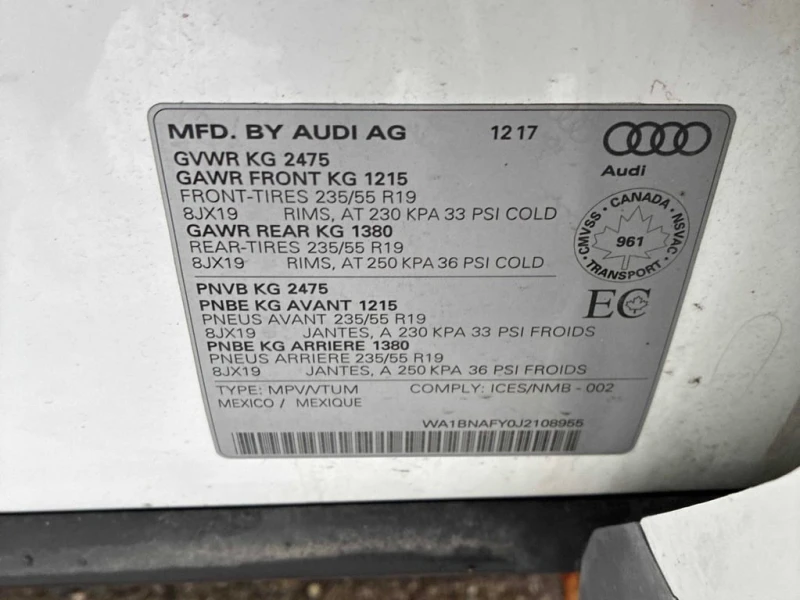 MFD. BY AUDI AG 12 17
Audi
GVWR KG 2475
GAWR FRONT KG 1215
FRONT-TIRES 235/55 R19
8JX19 RIMS, AT 230 KPA 33 PSI COLD
GAWR REAR KG 1380
REAR-TIRES 235/55 R19
8JX19 RIMS, AT 250 KPA 36 PSI COLD
CMVSS · CANADA · NSVAC · TRANSPORT ·
961
PNVB KG 2475
PNBE KG AVANT 1215
PNEUS AVANT 235/55 R19
8JX19 JANTES, A 230 KPA 33 PSI FROIDS
PNBE KG ARRIERE 1380
PNEUS ARRIERE 235/55 R19
8JX19 JANTES, A 250 KPA 36 PSI FROIDS
EC
TYPE: MPV/VTUM COMPLY: ICES/NMB - 002
MEXICO / MEXIQUE
WA1BNAFY0J2108955